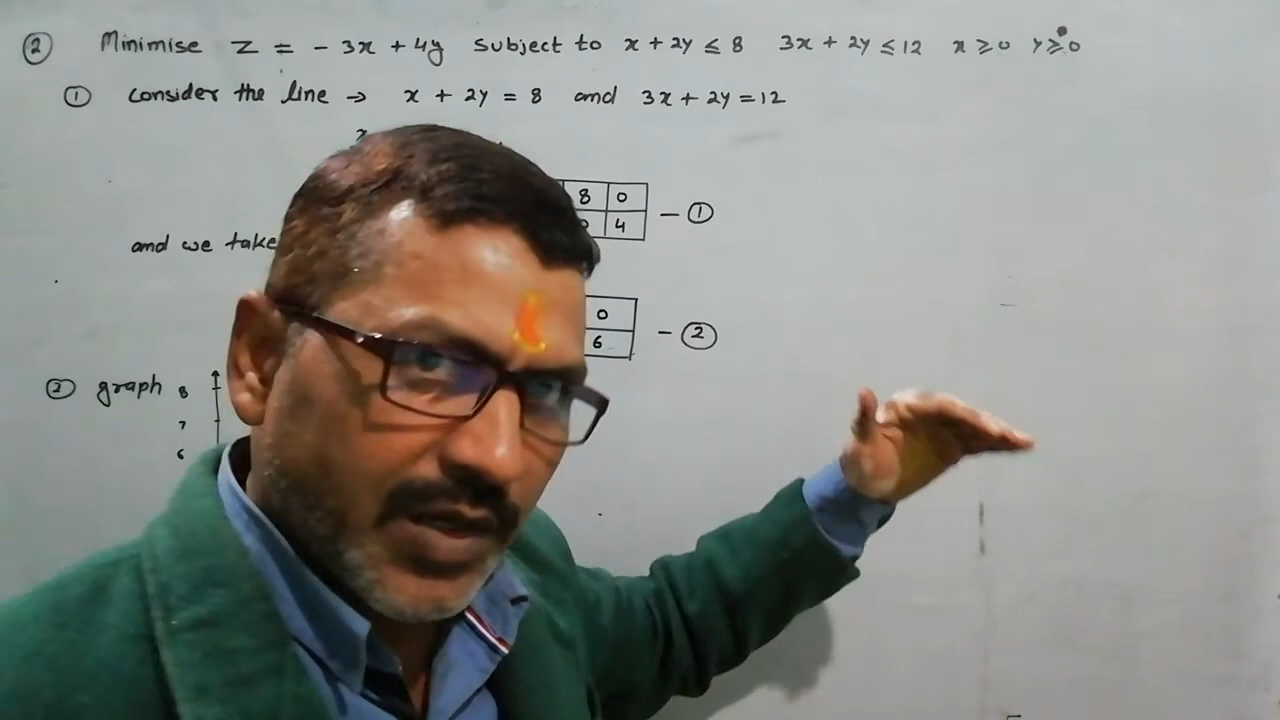 ② Minimise Z = - 3x + 4y subject to x + 2y ≤ 8 3x + 2y ≤ 12 x ≥ 0 y ≥ 0
① consider the line → x + 2y = 8 and 3x + 2y = 12
8 0 — ①
4
and we take
0 — ②
6
② graph 8
7
6